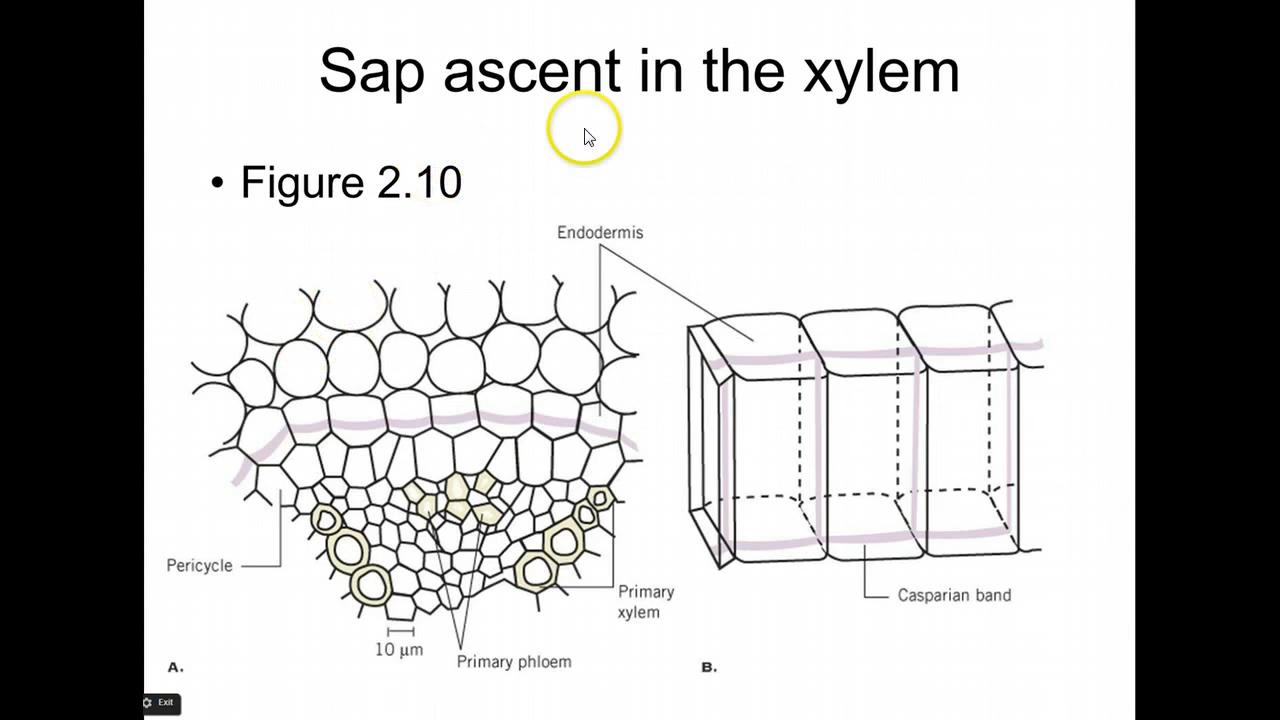 Sap ascent in the xylem
• Figure 2.10
Endodermis
Pericycle
Primary
xylem
Casparian band
10 μm
Primary phloem
A.
B.
Exit